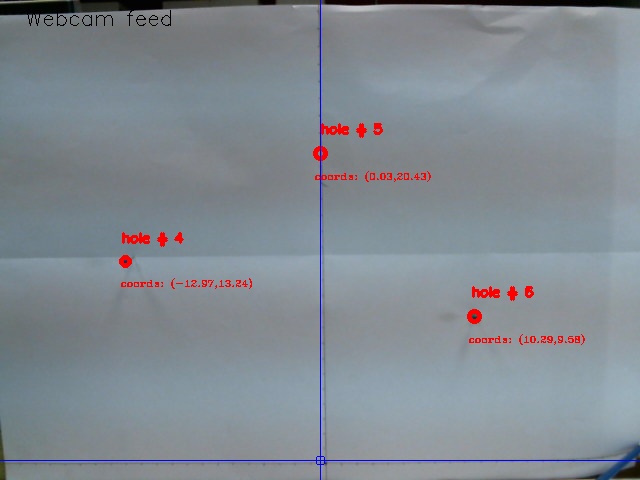 Webcam feed
hole # 5
coords: (0.03,20.43)
hole # 4
coords: (-12.97,13.24)
hole # 6
coords: (10.29,9.58)